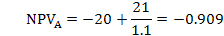 NPV_A = −20 + 21/1.1 = −0.909